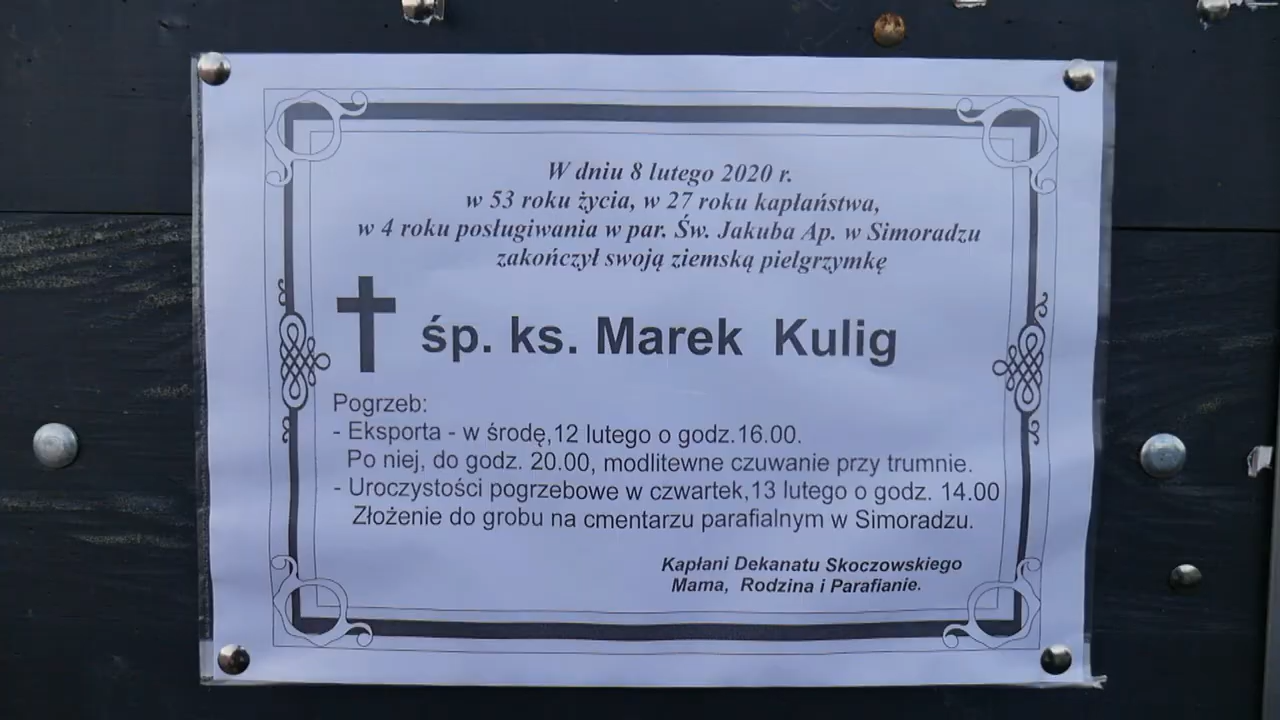 W dniu 8 lutego 2020 r.
w 53 roku życia, w 27 roku kapłaństwa,
w 4 roku posługiwania w par. Św. Jakuba Ap. w Simoradzu
zakończył swoją ziemską pielgrzymkę
śp. ks. Marek Kulig
Pogrzeb:
- Eksporta - w środę,12 lutego o godz.16.00.
Po niej, do godz. 20.00, modlitewne czuwanie przy trumnie.
- Uroczystości pogrzebowe w czwartek,13 lutego o godz. 14.00
Złożenie do grobu na cmentarzu parafialnym w Simoradzu.
Kapłani Dekanatu Skoczowskiego
Mama, Rodzina i Parafianie.